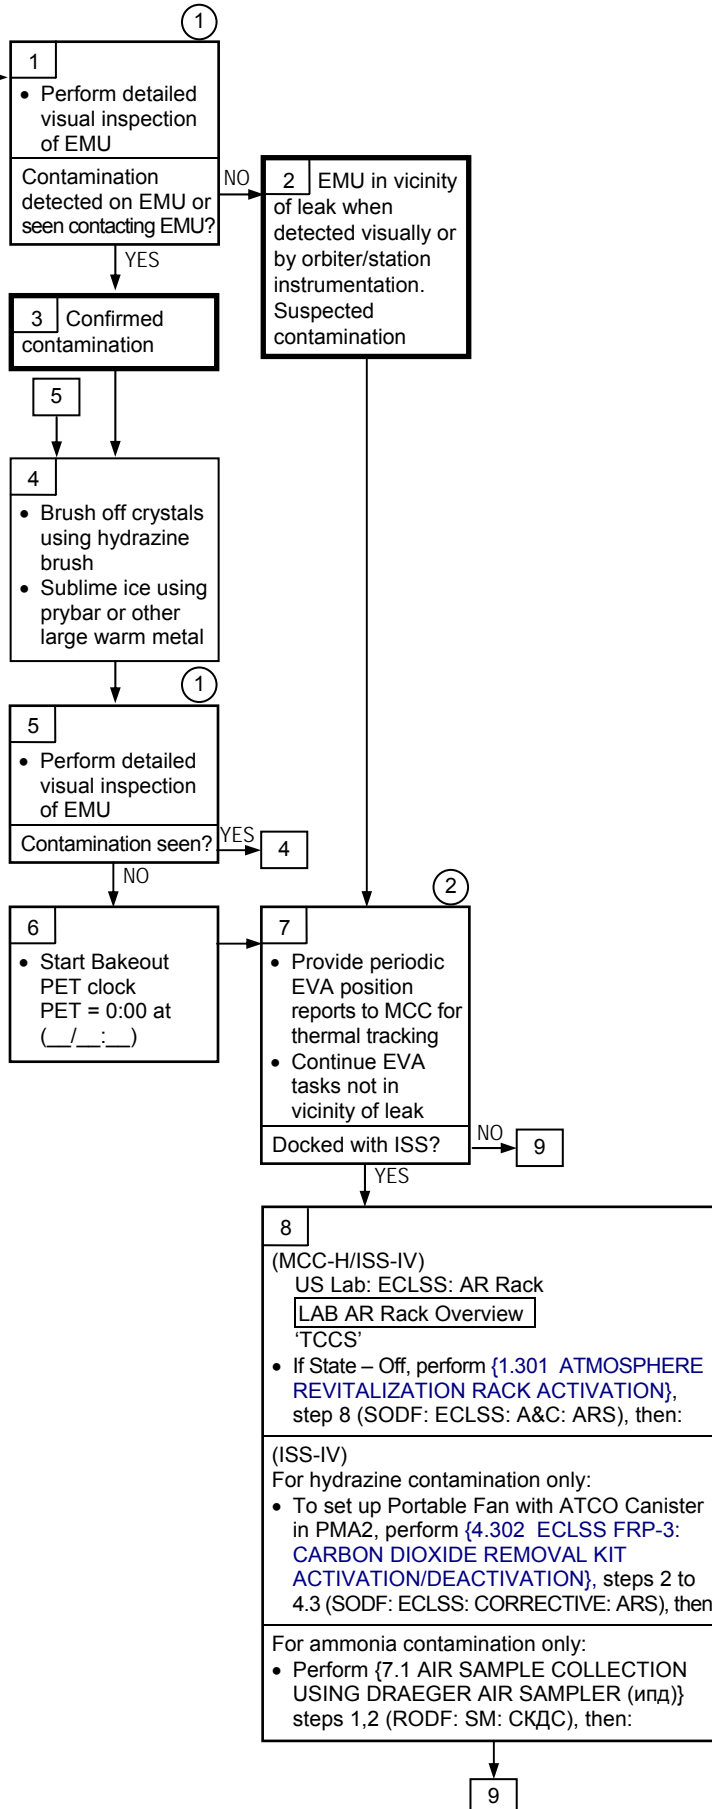 1
1
• Perform detailed
visual inspection
of EMU
Contamination
detected on EMU or
seen contacting EMU?
NO
YES
2 EMU in vicinity
of leak when
detected visually or
by orbiter/station
instrumentation.
Suspected
contamination
3 Confirmed
contamination
5
4
• Brush off crystals
using hydrazine
brush
• Sublime ice using
prybar or other
large warm metal
1
5
• Perform detailed
visual inspection
of EMU
Contamination seen?
YES
4
NO
6
• Start Bakeout
PET clock
PET = 0:00 at
(__/__:__)
2
7
• Provide periodic
EVA position
reports to MCC for
thermal tracking
• Continue EVA
tasks not in
vicinity of leak
Docked with ISS?
NO
9
YES
8
(MCC-H/ISS-IV)
US Lab: ECLSS: AR Rack
LAB AR Rack Overview
‘TCCS’
• If State – Off, perform {1.301 ATMOSPHERE
REVITALIZATION RACK ACTIVATION},
step 8 (SODF: ECLSS: A&C: ARS), then:
(ISS-IV)
For hydrazine contamination only:
• To set up Portable Fan with ATCO Canister
in PMA2, perform {4.302 ECLSS FRP-3:
CARBON DIOXIDE REMOVAL KIT
ACTIVATION/DEACTIVATION}, steps 2 to
4.3 (SODF: ECLSS: CORRECTIVE: ARS), then
For ammonia contamination only:
• Perform {7.1 AIR SAMPLE COLLECTION
USING DRAEGER AIR SAMPLER (ипд)}
steps 1,2 (RODF: SM: СКДС), then:
9